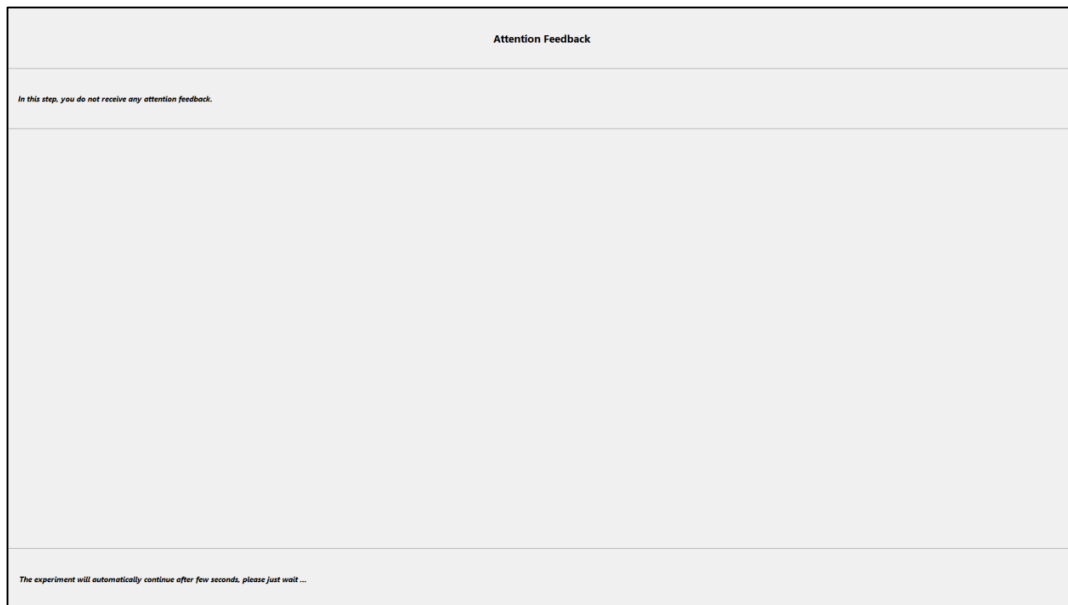 Attention Feedback
In this step, you do not receive any attention feedback.
The experiment will automatically continue after few seconds, please just wait ...